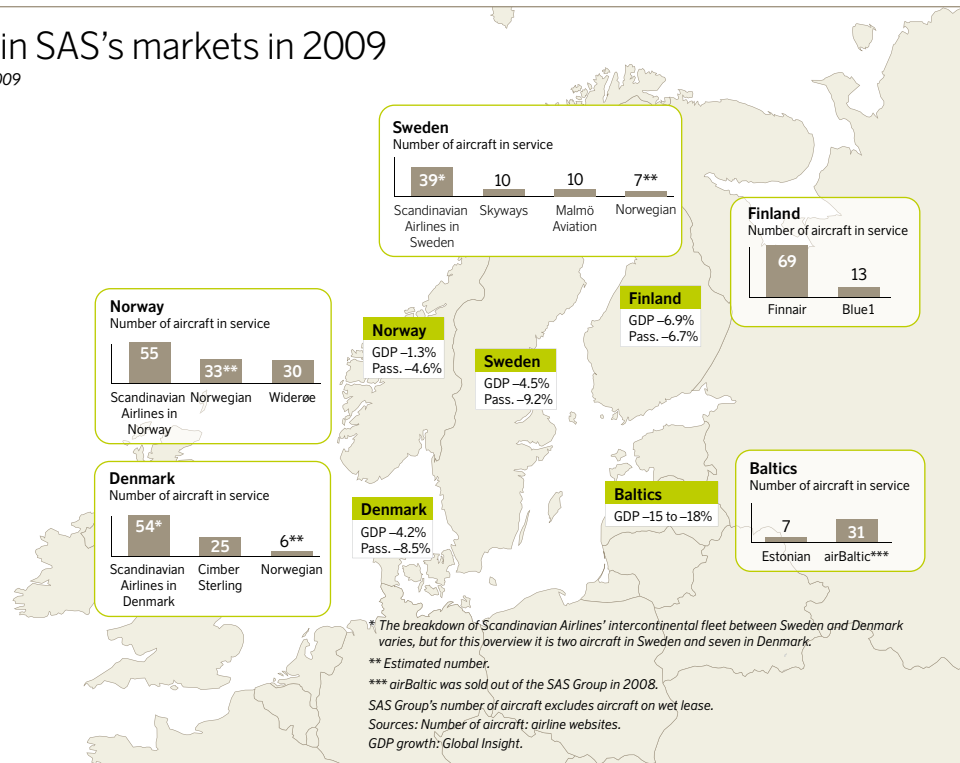 in SAS's markets in 2009
009
Sweden
Number of aircraft in service
39* 10 10 7**
Scandinavian Airlines in Sweden
Skyways
Malmö Aviation
Norwegian
Finland
Number of aircraft in service
69 13
Finnair Blue1
Norway
Number of aircraft in service
55 33** 30
Scandinavian Airlines in Norway
Norwegian
Widerøe
Norway
GDP –1.3%
Pass. –4.6%
Sweden
GDP –4.5%
Pass. –9.2%
Finland
GDP –6.9%
Pass. –6.7%
Denmark
Number of aircraft in service
54* 25 6**
Scandinavian Airlines in Denmark
Cimber Sterling
Norwegian
Denmark
GDP –4.2%
Pass. –8.5%
Baltics
GDP –15 to –18%
Baltics
Number of aircraft in service
7 31
Estonian airBaltic***
* The breakdown of Scandinavian Airlines' intercontinental fleet between Sweden and Denmark
varies, but for this overview it is two aircraft in Sweden and seven in Denmark.
** Estimated number.
*** airBaltic was sold out of the SAS Group in 2008.
SAS Group's number of aircraft excludes aircraft on wet lease.
Sources: Number of aircraft: airline websites.
GDP growth: Global Insight.